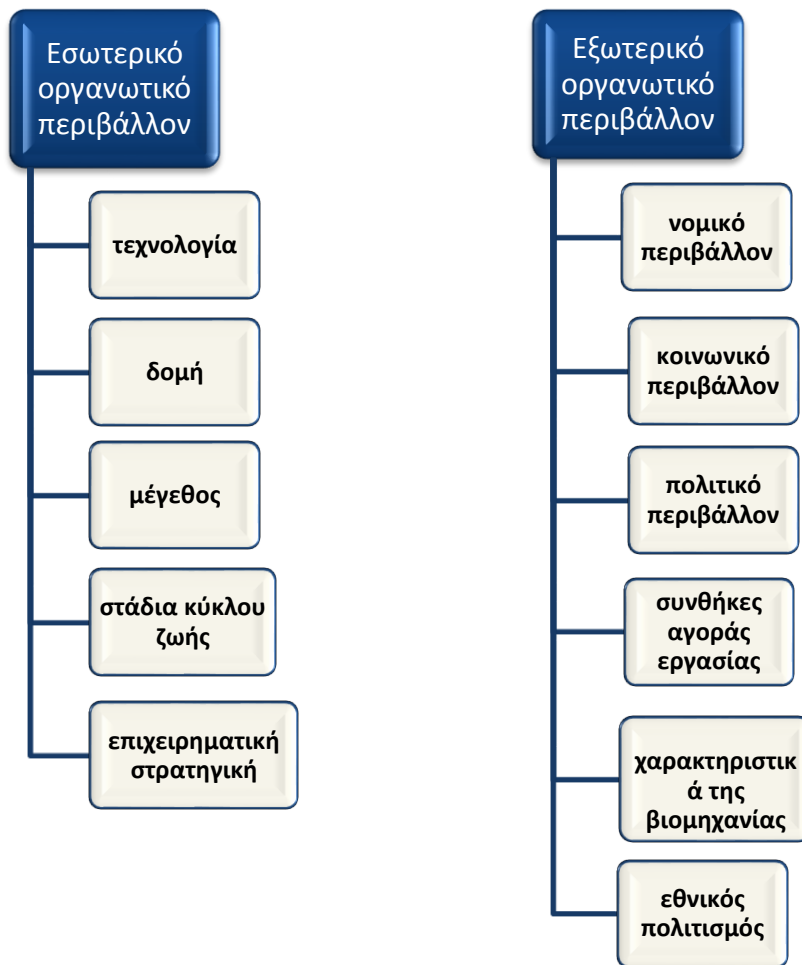 Εσωτερικό
οργανωτικό
περιβάλλον
τεχνολογία
δομή
μέγεθος
στάδια κύκλου
ζωής
επιχειρηματική
στρατηγική
Εξωτερικό
οργανωτικό
περιβάλλον
νομικό
περιβάλλον
κοινωνικό
περιβάλλον
πολιτικό
περιβάλλον
συνθήκες
αγοράς
εργασίας
χαρακτηριστικ
ά της
βιομηχανίας
εθνικός
πολιτισμός